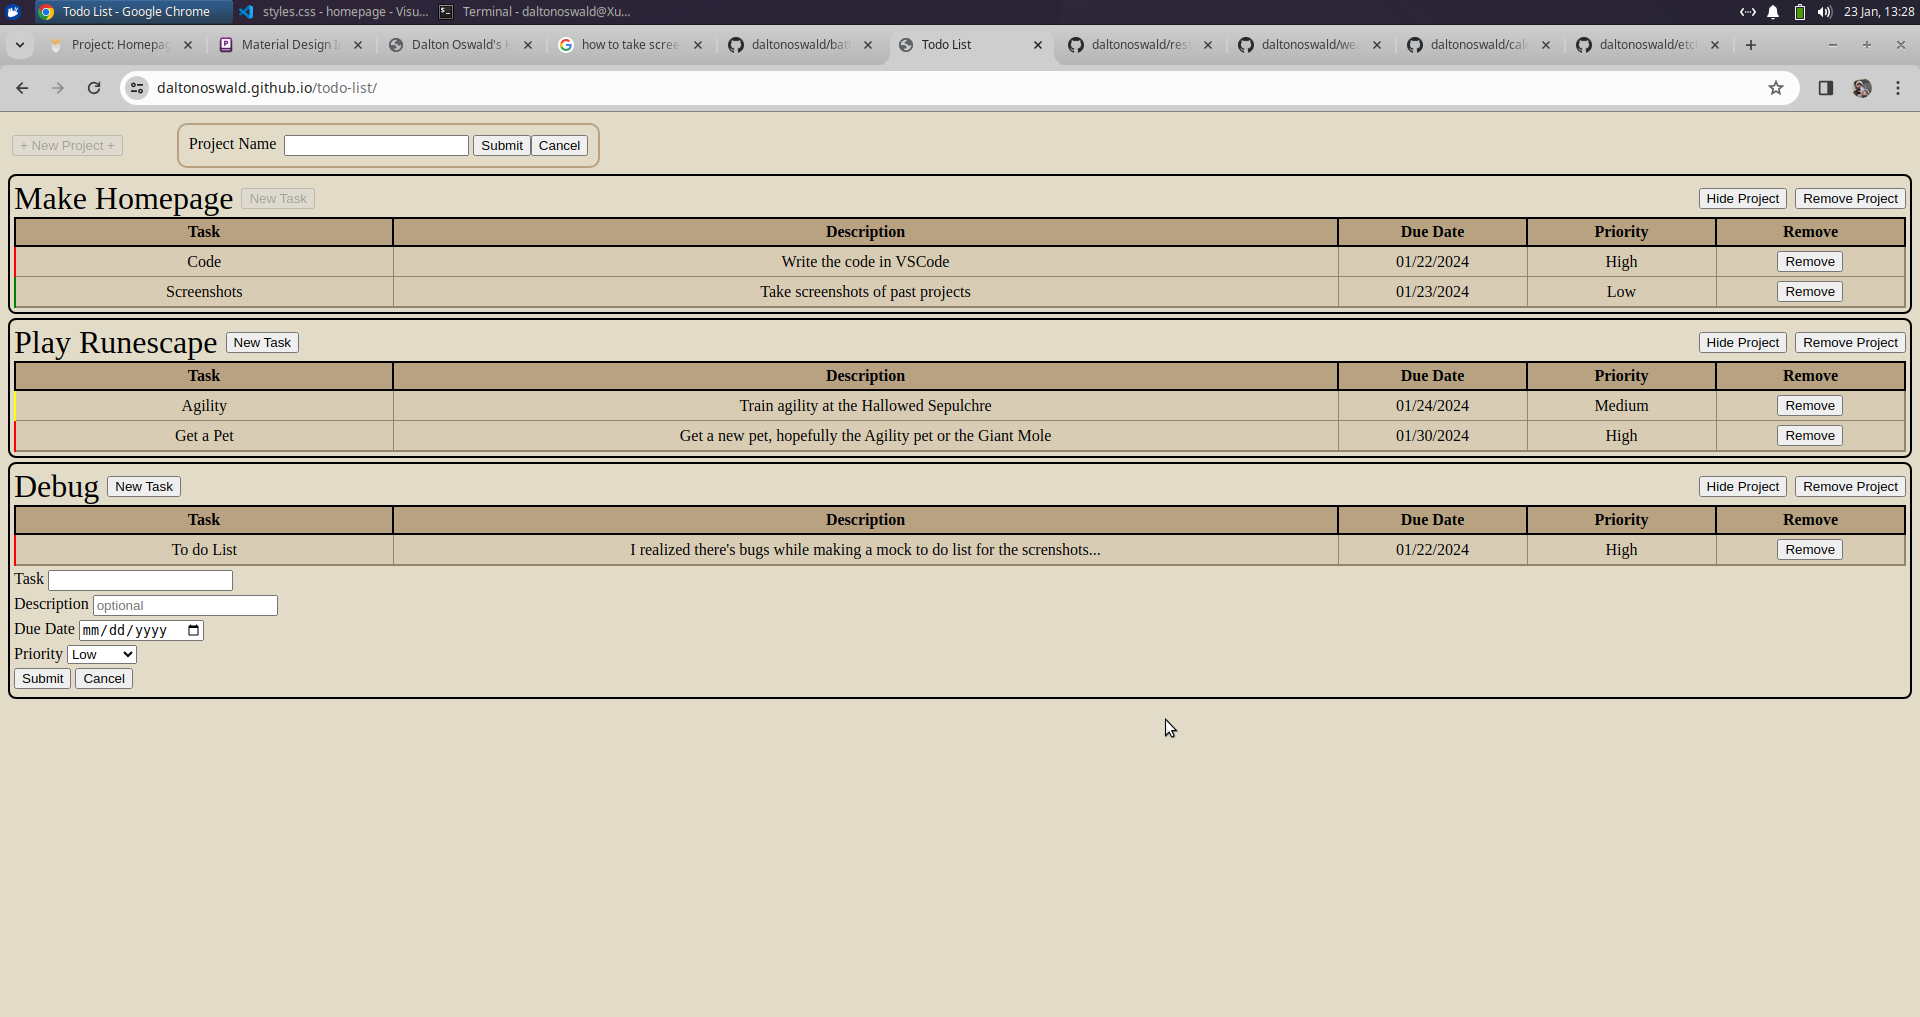 Todo List - Google Chrome styles.css - homepage - Visu... Terminal - daltonoswald@Xu... 23 Jan, 13:28
Project: Homepag Material Design I Dalton Oswald's H how to take scree daltonoswald/bat Todo List daltonoswald/res daltonoswald/wea daltonoswald/calc daltonoswald/etch
daltonoswald.github.io/todo-list/
+ New Project + Project Name Submit Cancel
Make Homepage New Task Hide Project Remove Project
Task Description Due Date Priority Remove
Code Write the code in VSCode 01/22/2024 High Remove
Screenshots Take screenshots of past projects 01/23/2024 Low Remove
Play Runescape New Task Hide Project Remove Project
Task Description Due Date Priority Remove
Agility Train agility at the Hallowed Sepulchre 01/24/2024 Medium Remove
Get a Pet Get a new pet, hopefully the Agility pet or the Giant Mole 01/30/2024 High Remove
Debug New Task Hide Project Remove Project
Task Description Due Date Priority Remove
To do List I realized there's bugs while making a mock to do list for the screnshots... 01/22/2024 High Remove
Task
Description optional
Due Date mm/dd/yyyy
Priority Low
Submit Cancel